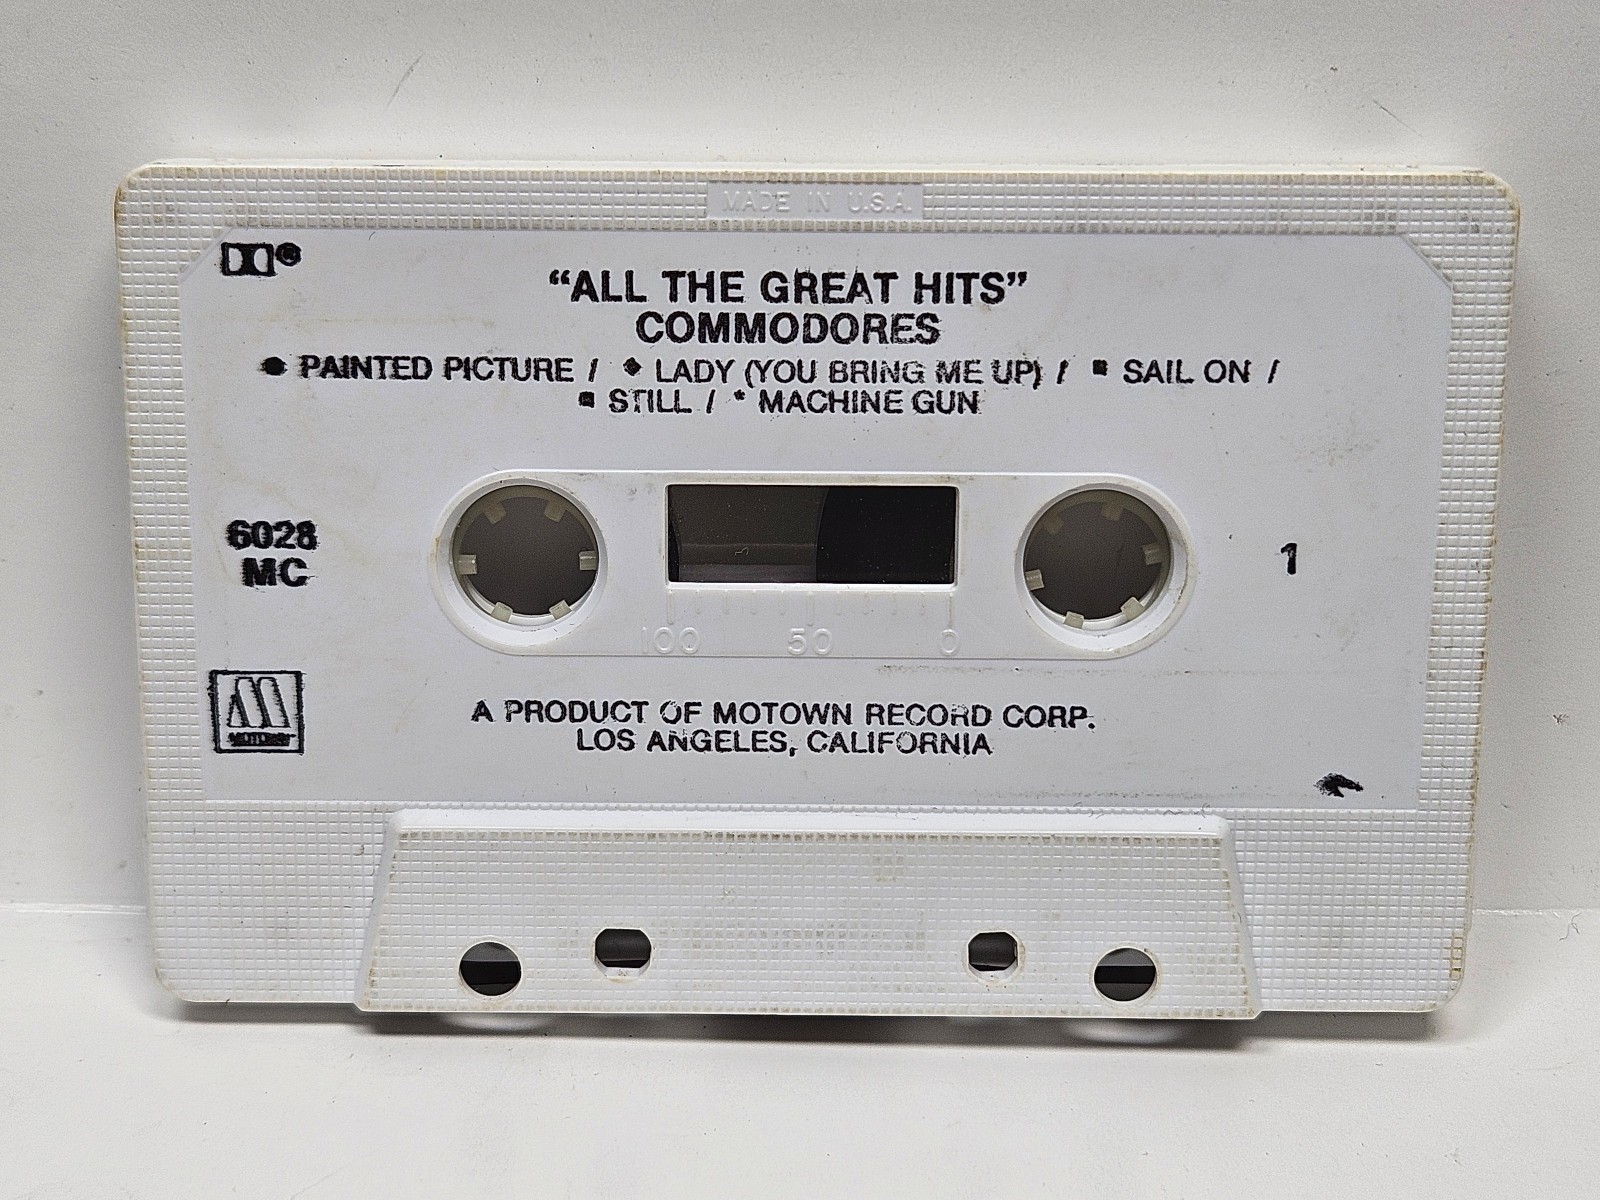 MADE IN U.S.A.
“ALL THE GREAT HITS”
COMMODORES
● PAINTED PICTURE / ◆ LADY (YOU BRING ME UP) / ■ SAIL ON /
■ STILL / * MACHINE GUN
6028
MC
1
100 50 0
MOTOWN
A PRODUCT OF MOTOWN RECORD CORP.
LOS ANGELES, CALIFORNIA